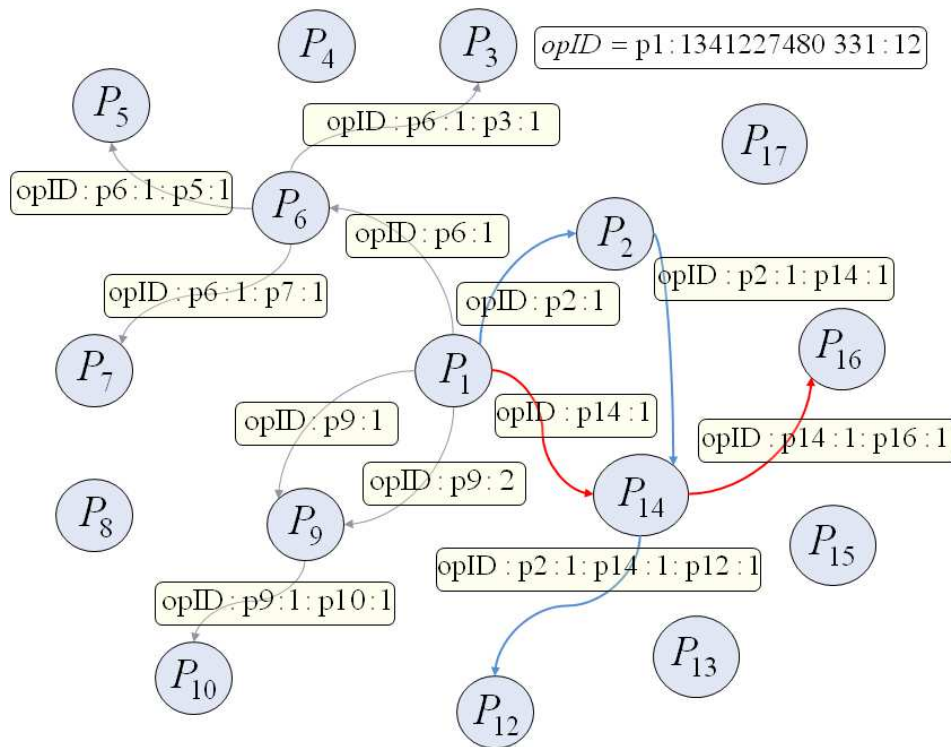 P4
P3
opID = p1:1341227480 331:12
P5
opID : p6 : 1 : p3 : 1
P17
opID : p6 : 1 : p5 : 1
P6
opID : p6 : 1
P2
opID : p6 : 1 : p7 : 1
opID : p2 : 1
opID : p2 : 1 : p14 : 1
P7
P1
P16
opID : p9 : 1
opID : p14 : 1
opID : p14 : 1 : p16 : 1
opID : p9 : 2
P8
P9
P14
P15
opID : p2 : 1 : p14 : 1 : p12 : 1
opID : p9 : 1 : p10 : 1
P10
P13
P12